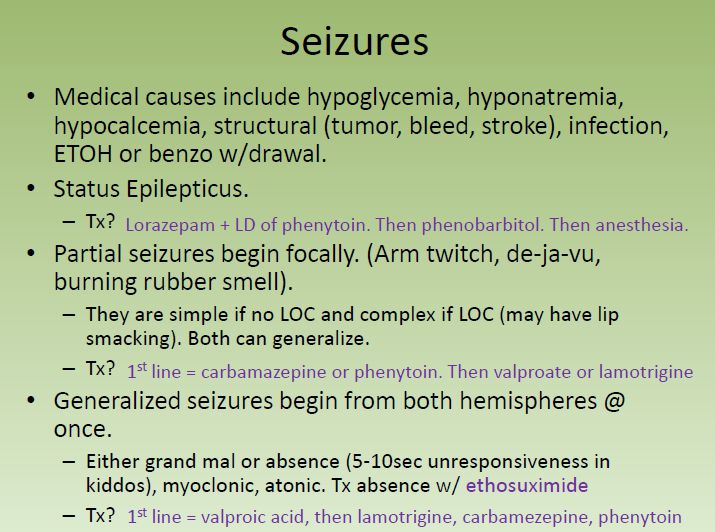 Seizures
• Medical causes include hypoglycemia, hyponatremia,
hypocalcemia, structural (tumor, bleed, stroke), infection,
ETOH or benzo w/drawal.
• Status Epilepticus.
– Tx? Lorazepam + LD of phenytoin. Then phenobarbitol. Then anesthesia.
• Partial seizures begin focally. (Arm twitch, de-ja-vu,
burning rubber smell).
– They are simple if no LOC and complex if LOC (may have lip
smacking). Both can generalize.
– Tx? 1st line = carbamazepine or phenytoin. Then valproate or lamotrigine
• Generalized seizures begin from both hemispheres @
once.
– Either grand mal or absence (5-10sec unresponsiveness in
kiddos), myoclonic, atonic. Tx absence w/ ethosuximide
– Tx? 1st line = valproic acid, then lamotrigine, carbamezepine, phenytoin